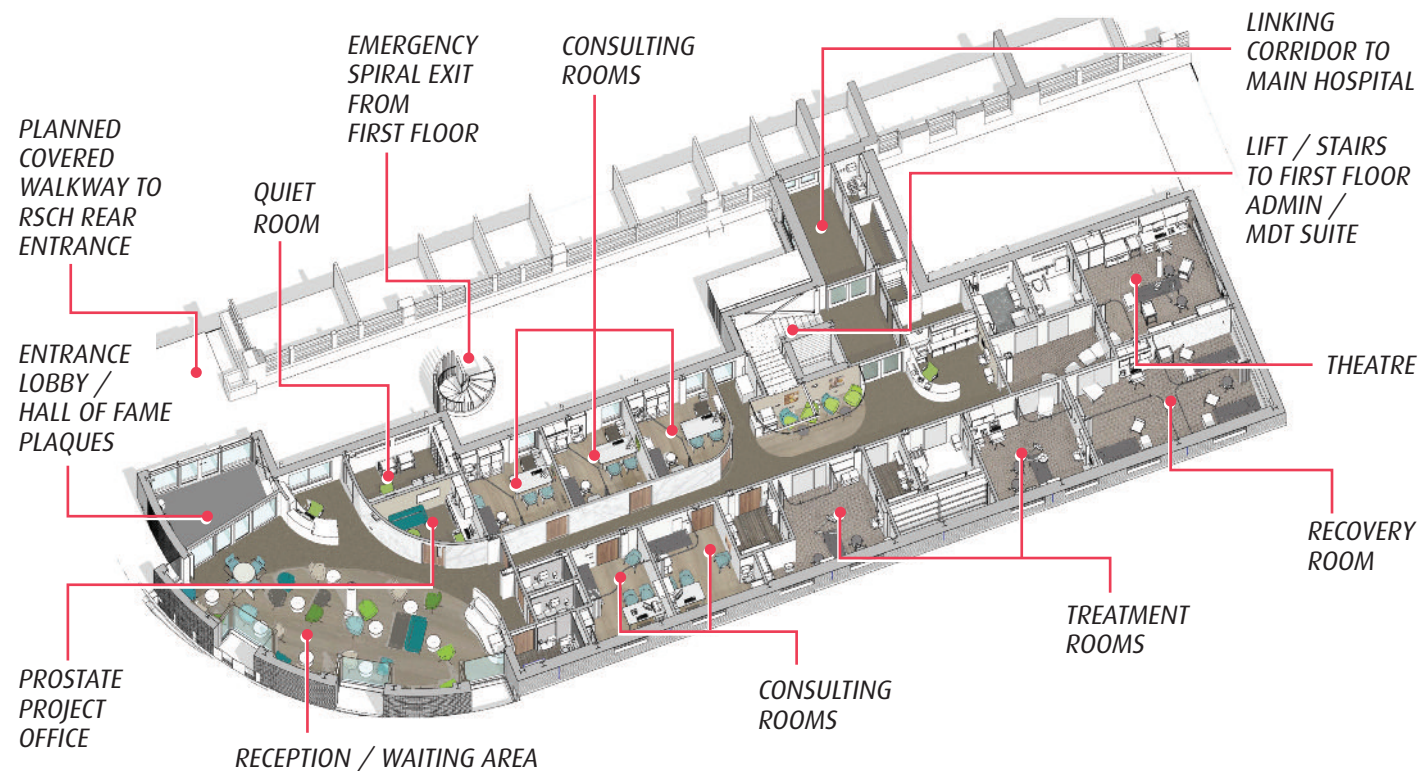 EMERGENCY
SPIRAL EXIT
FROM
FIRST FLOOR
CONSULTING
ROOMS
LINKING
CORRIDOR TO
MAIN HOSPITAL
PLANNED
COVERED
WALKWAY TO
RSCH REAR
ENTRANCE
QUIET
ROOM
LIFT / STAIRS
TO FIRST FLOOR
ADMIN /
MDT SUITE
ENTRANCE
LOBBY /
HALL OF FAME
PLAQUES
THEATRE
RECOVERY
ROOM
TREATMENT
ROOMS
CONSULTING
ROOMS
PROSTATE
PROJECT
OFFICE
RECEPTION / WAITING AREA